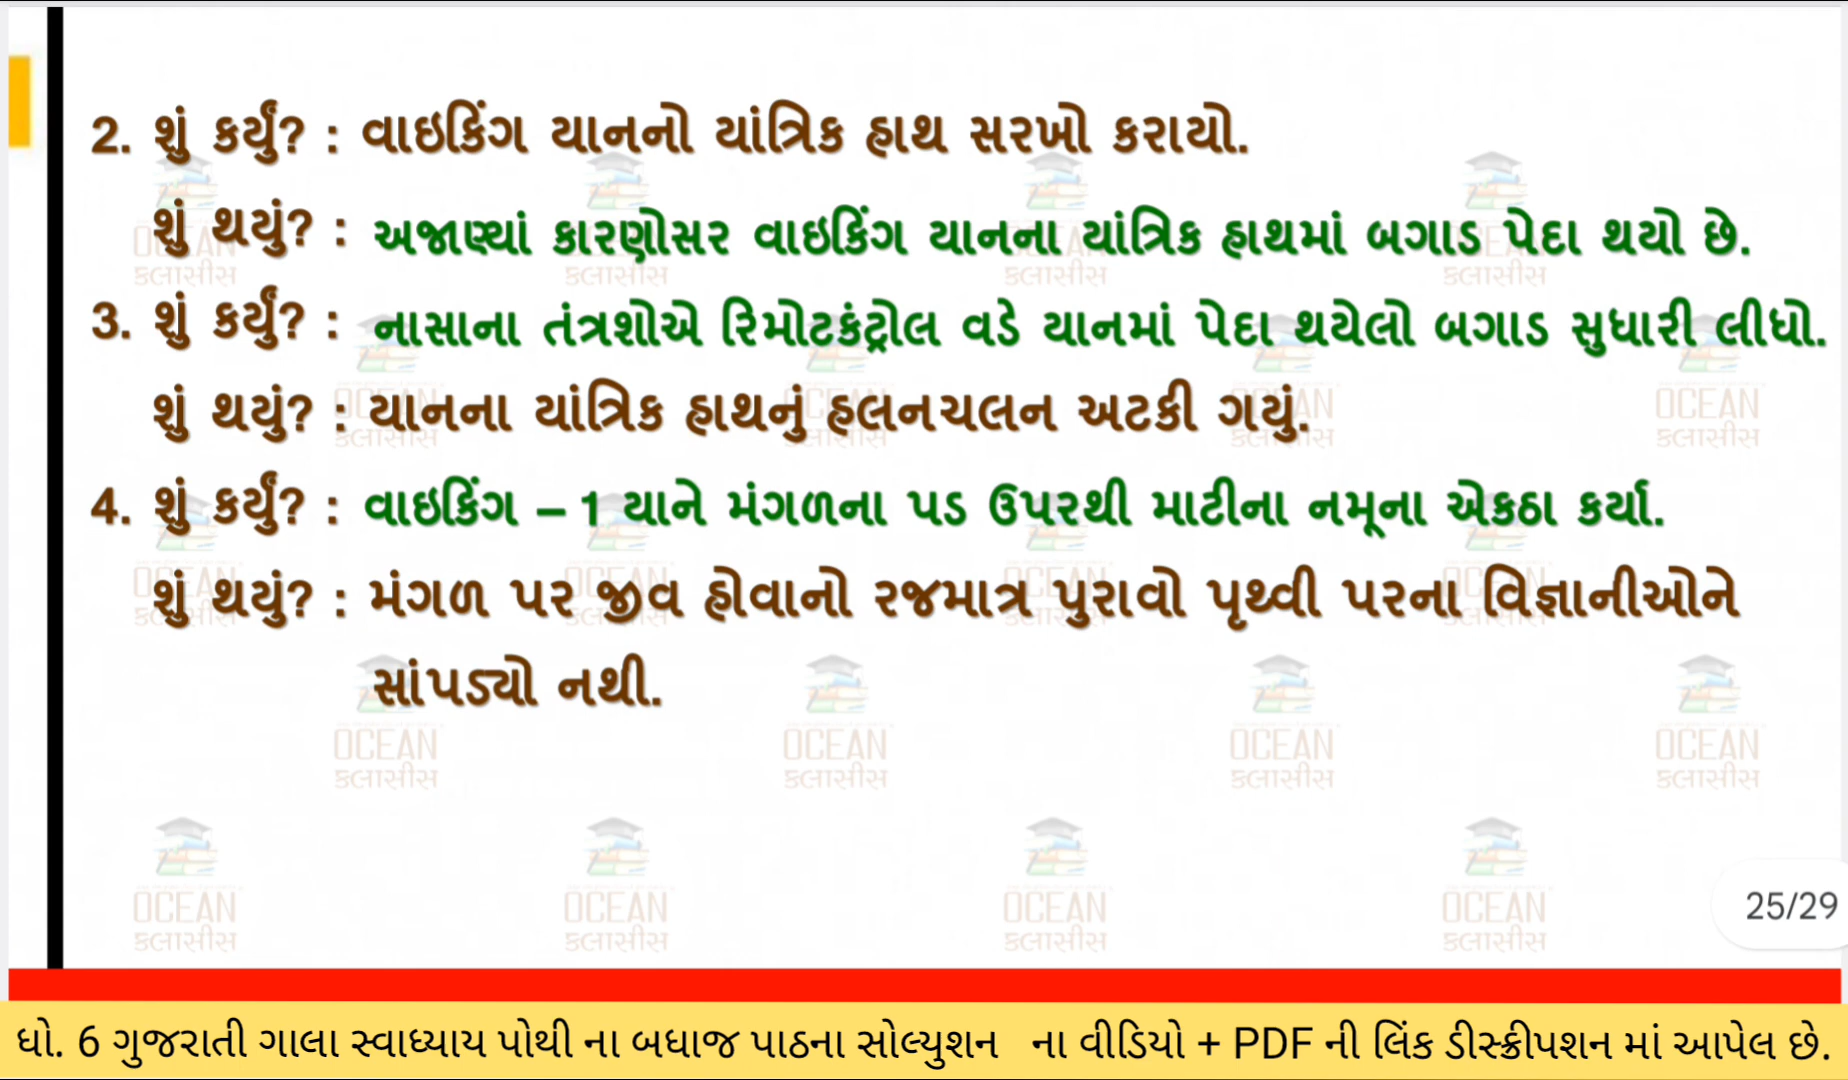 2. શું કર્યું? : વાઇકિંગ યાનનો યાંત્રિક હાથ સરખો કરાયો.
શું થયું? : અજાણ્યાં કારણોસર વાઇકિંગ યાનના યાંત્રિક હાથમાં બગાડ પેદા થયો છે.
3. શું કર્યું? : નાસાના તંત્રશોએ રિમોટકંટ્રોલ વડે યાનમાં પેદા થયેલો બગાડ સુધારી લીધો.
શું થયું? : યાનના યાંત્રિક હાથનું હલનચલન અટકી ગયું.
4. શું કર્યું? : વાઇકિંગ – 1 યાને મંગળના પડ ઉપરથી માટીના નમૂના એકઠા કર્યા.
શું થયું? : મંગળ પર જીવ હોવાનો રજમાત્ર પુરાવો પૃથ્વી પરના વિજ્ઞાનીઓને
સાંપડ્યો નથી.
OCEAN
કલાસીસ
25/29
ધો. 6 ગુજરાતી ગાલા સ્વાધ્યાય પોથી ના બધાજ પાઠના સોલ્યુશન ના વીડિયો + PDF ની લિંક ડીસ્ક્રીપશન માં આપેલ છે.